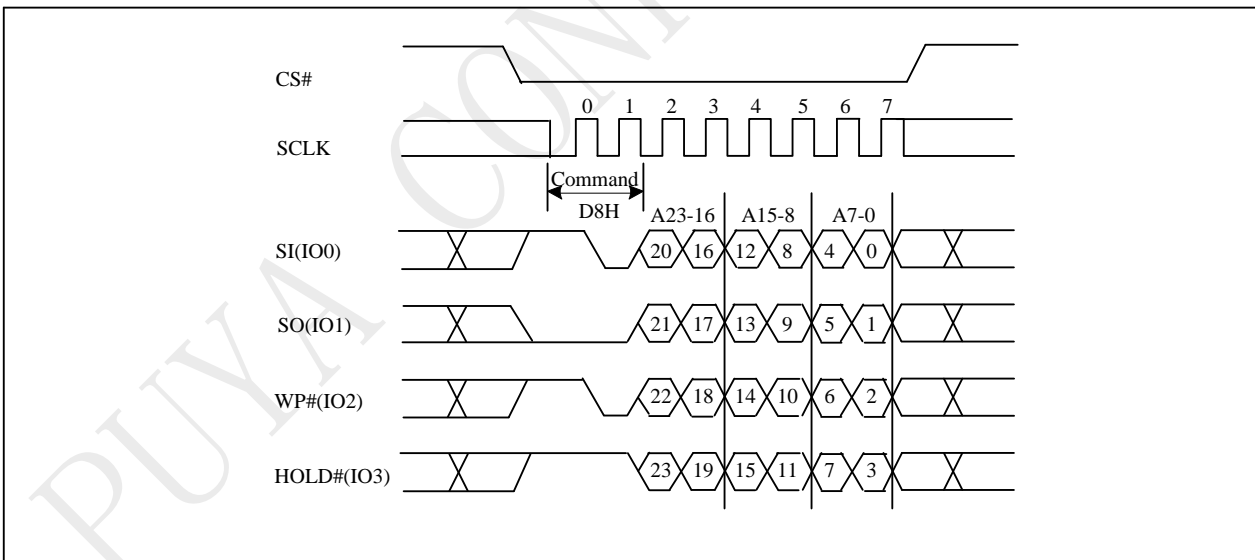 PUYA CON
CS#
0 1 2 3 4 5 6 7
SCLK
Command
D8H
A23-16 A15-8 A7-0
SI(IO0) 20 16 12 8 4 0
SO(IO1) 21 17 13 9 5 1
WP#(IO2) 22 18 14 10 6 2
HOLD#(IO3) 23 19 15 11 7 3